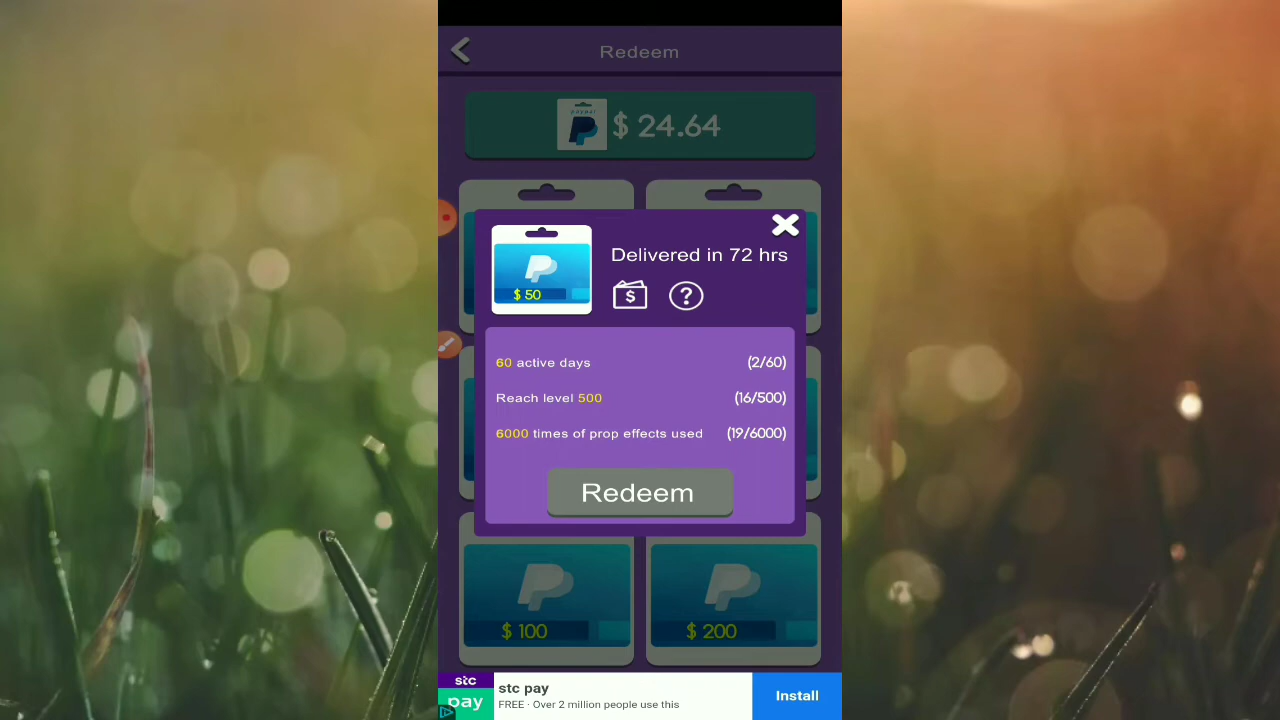 Redeem
PayPal
$ 24.64
Delivered in 72 hrs
$ 50
$
?
60 active days (2/60)
Reach level 500 (16/500)
6000 times of prop effects used (19/6000)
Redeem
$ 100
$ 200
stc
pay
stc pay
FREE · Over 2 million people use this
Install